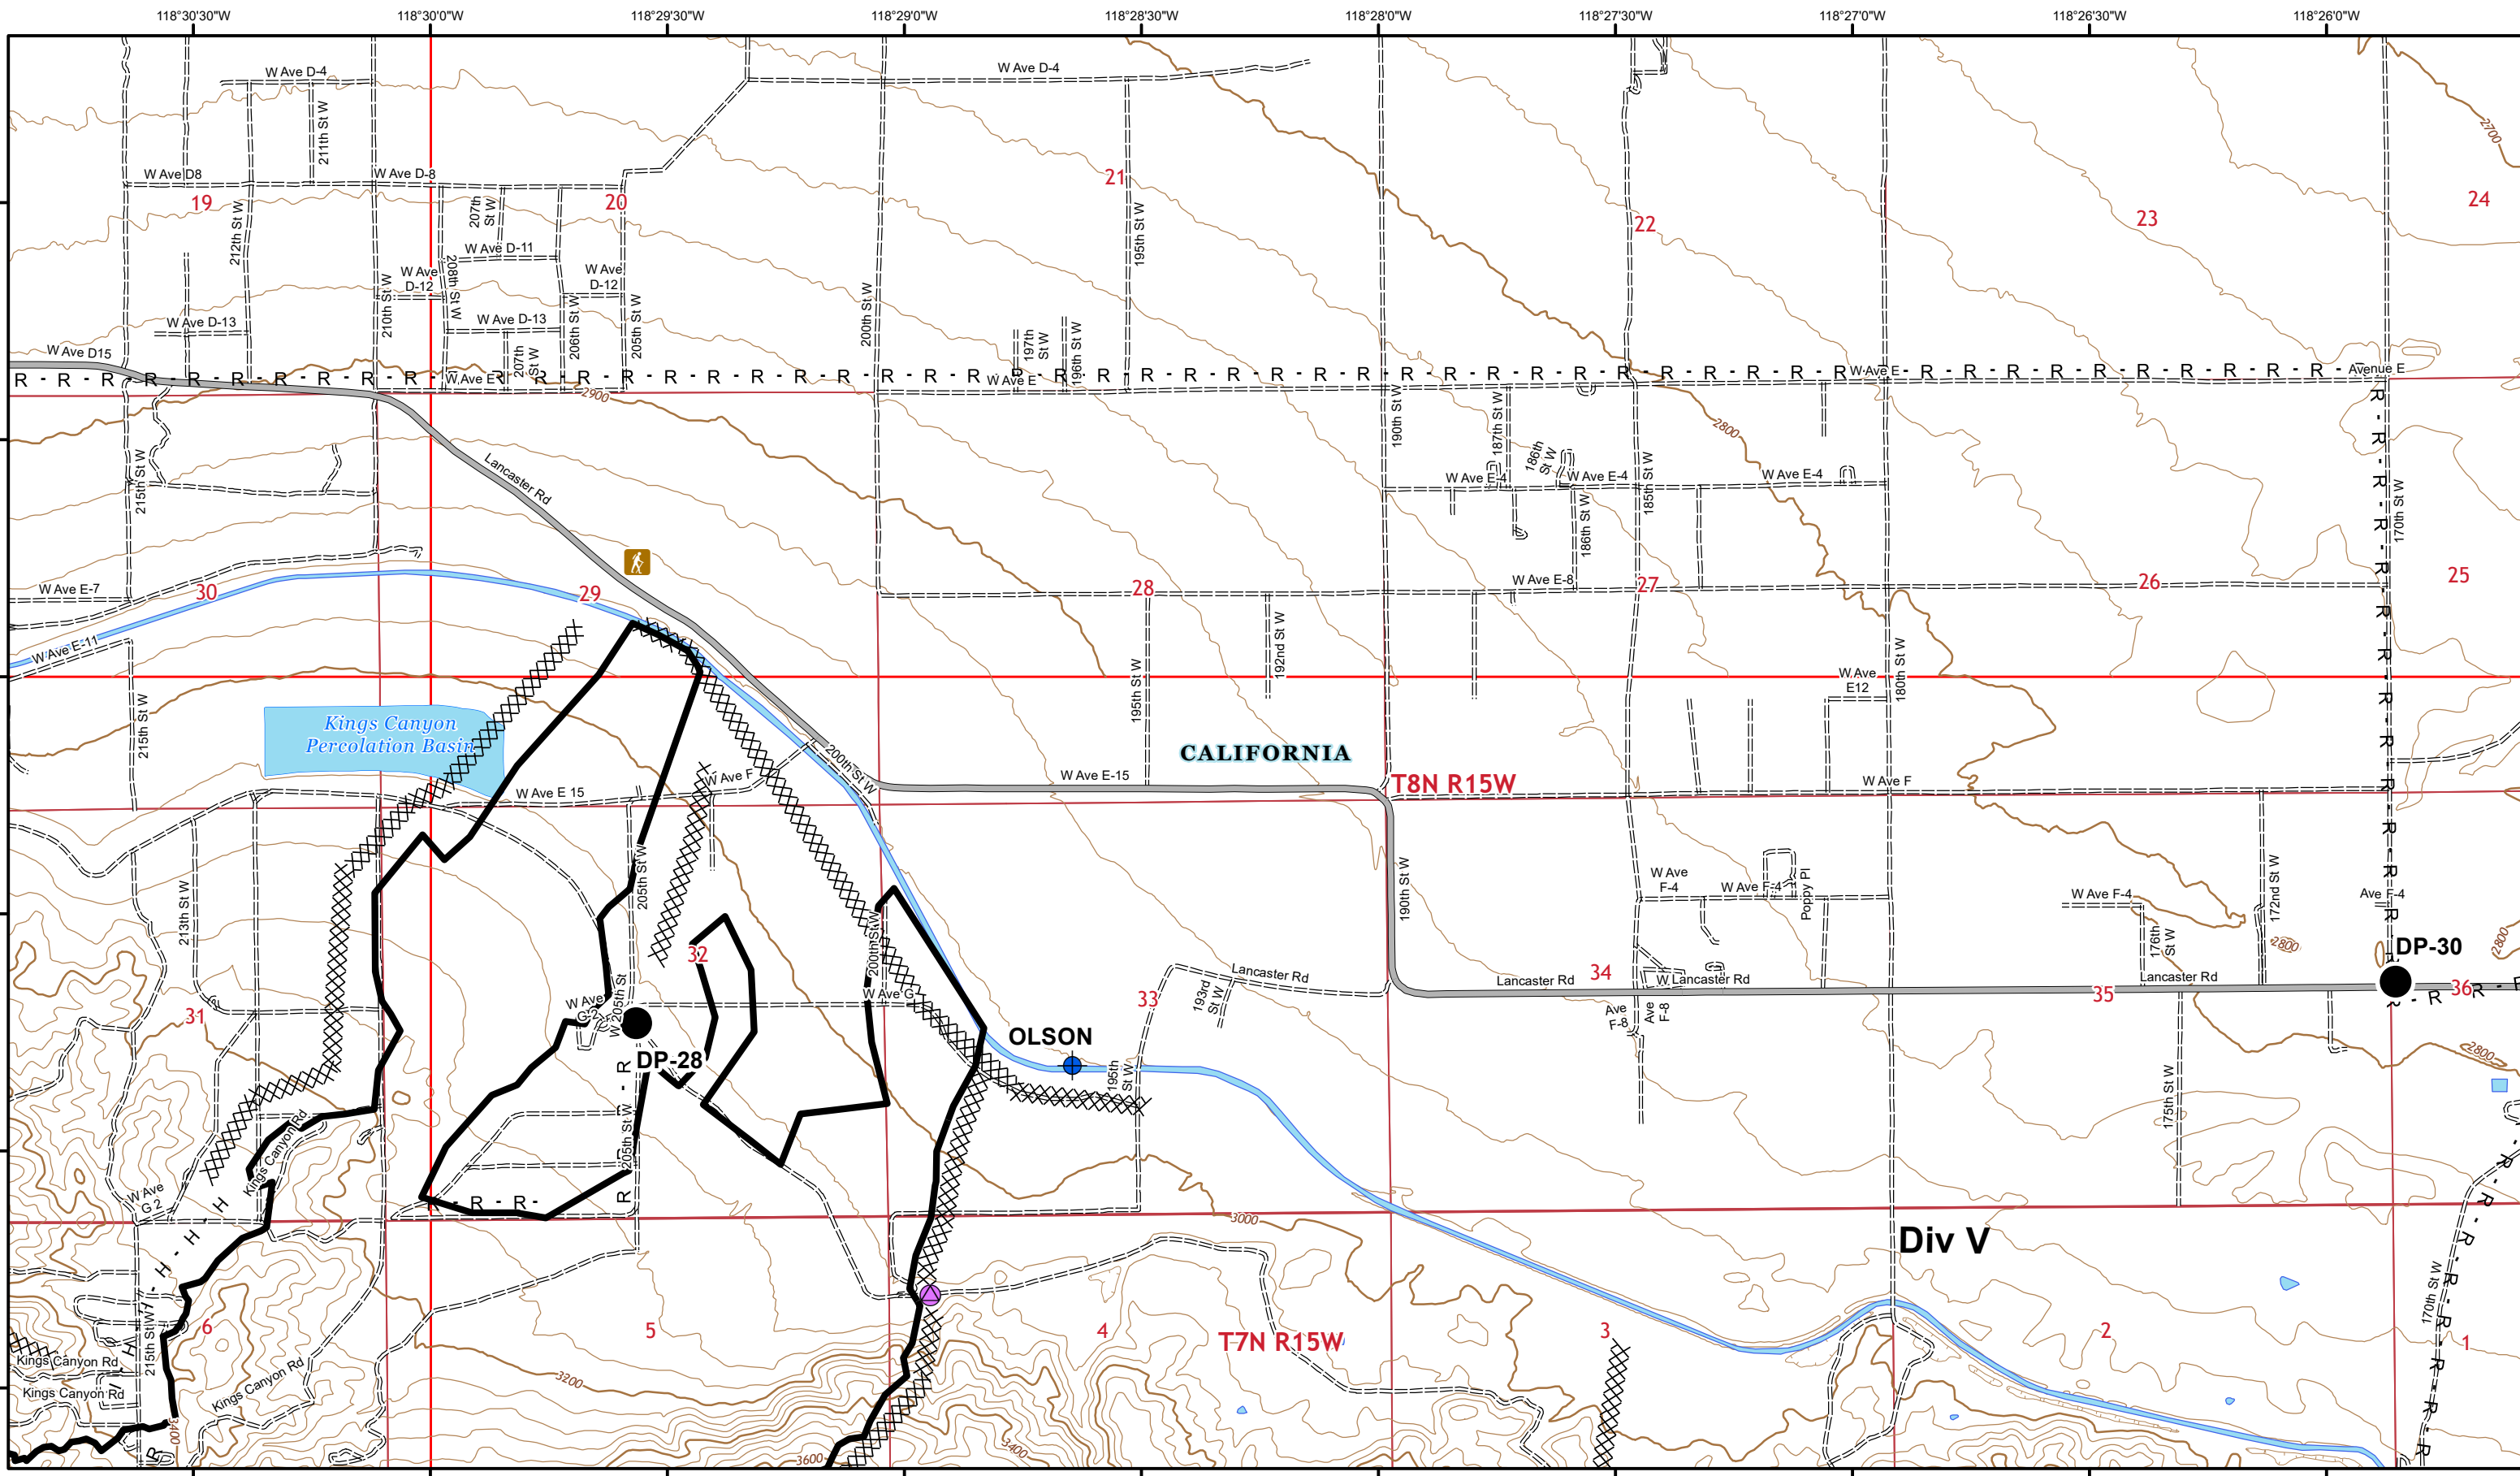 118°30'30"W 118°30'0"W 118°29'30"W 118°29'0"W 118°28'30"W 118°28'0"W 118°27'30"W 118°27'0"W 118°26'30"W 118°26'0"W
W Ave D-4
W Ave D-4
211th St W
2700
W Ave D8
W Ave D-8
21
19
20
22
23
24
212th St W
207th
St W
195th St W
W Ave D-11
W Ave
D-12
208th St W
W Ave
D-12
210th St W
206th St W
205th St W
200th St W
W Ave D-13
W Ave D-13
207th
St W
197th
St W
196th St W
W Ave D15
R - R - R - R - R - R - R - R - R - R - R
W Ave E
W Ave E
W Ave E
Avenue E
2900
190th St W
187th St W
2800
186th
St W
Lancaster Rd
215th St W
W Ave E-4
W Ave E-4
W Ave E-4
185th St W
186th St W
170th St W
W Ave E-7
30
29
28
W Ave E-8
27
26
25
W Ave E-11
192nd St W
195th St W
180th St W
W Ave
E12
215th St W
Kings Canyon
Percolation Basin
CALIFORNIA
W Ave F
200th St W
W Ave E-15
T8N R15W
W Ave F
W Ave E 15
205th St W
190th St W
W Ave
F-4
W Ave F-4
Poppy Pl
172nd St W
W Ave F-4
Ave F-4
213th St W
200th St W
32
176th
St W
2800
2800
DP-30
Lancaster Rd
193rd
St W
33
34
Lancaster Rd
W Lancaster Rd
Lancaster Rd
35
36
W Ave
G-2
W 205th St
W Ave G
31
Ave
F-8
Ave
F-8
DP-28
OLSON
195th
St W
2800
175th St W
Kings Canyon Rd
205th St W
W Ave
G 2
R - R -
3000
Div V
H - H - H
170th St W
215th St W
6
5
4
T7N R15W
3
2
1
Kings Canyon Rd
Kings Canyon Rd
Kings Canyon Rd
3200
3400
3400
3600